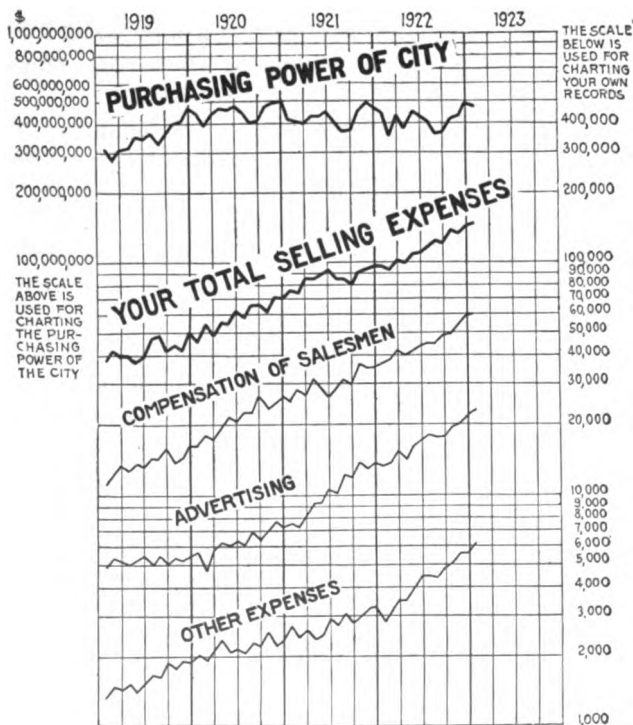 $
1919 1920 1921 1922 1923
1,000,000,000
800,000,000
600,000,000
500,000,000
400,000,000
300,000,000
200,000,000
100,000,000
THE SCALE
ABOVE IS
USED FOR
CHARTING
THE PUR-
CHASING
POWER OF
THE CITY
PURCHASING POWER OF CITY
YOUR TOTAL SELLING EXPENSES
COMPENSATION OF SALESMEN
ADVERTISING
OTHER EXPENSES
THE SCALE
BELOW IS
USED FOR
CHARTING
YOUR OWN
RECORDS
400,000
300,000
200,000
100,000
90,000
80,000
70,000
60,000
50,000
40,000
30,000
20,000
10,000
9,000
8,000
7,000
6,000
5,000
4,000
3,000
2,000
1,000